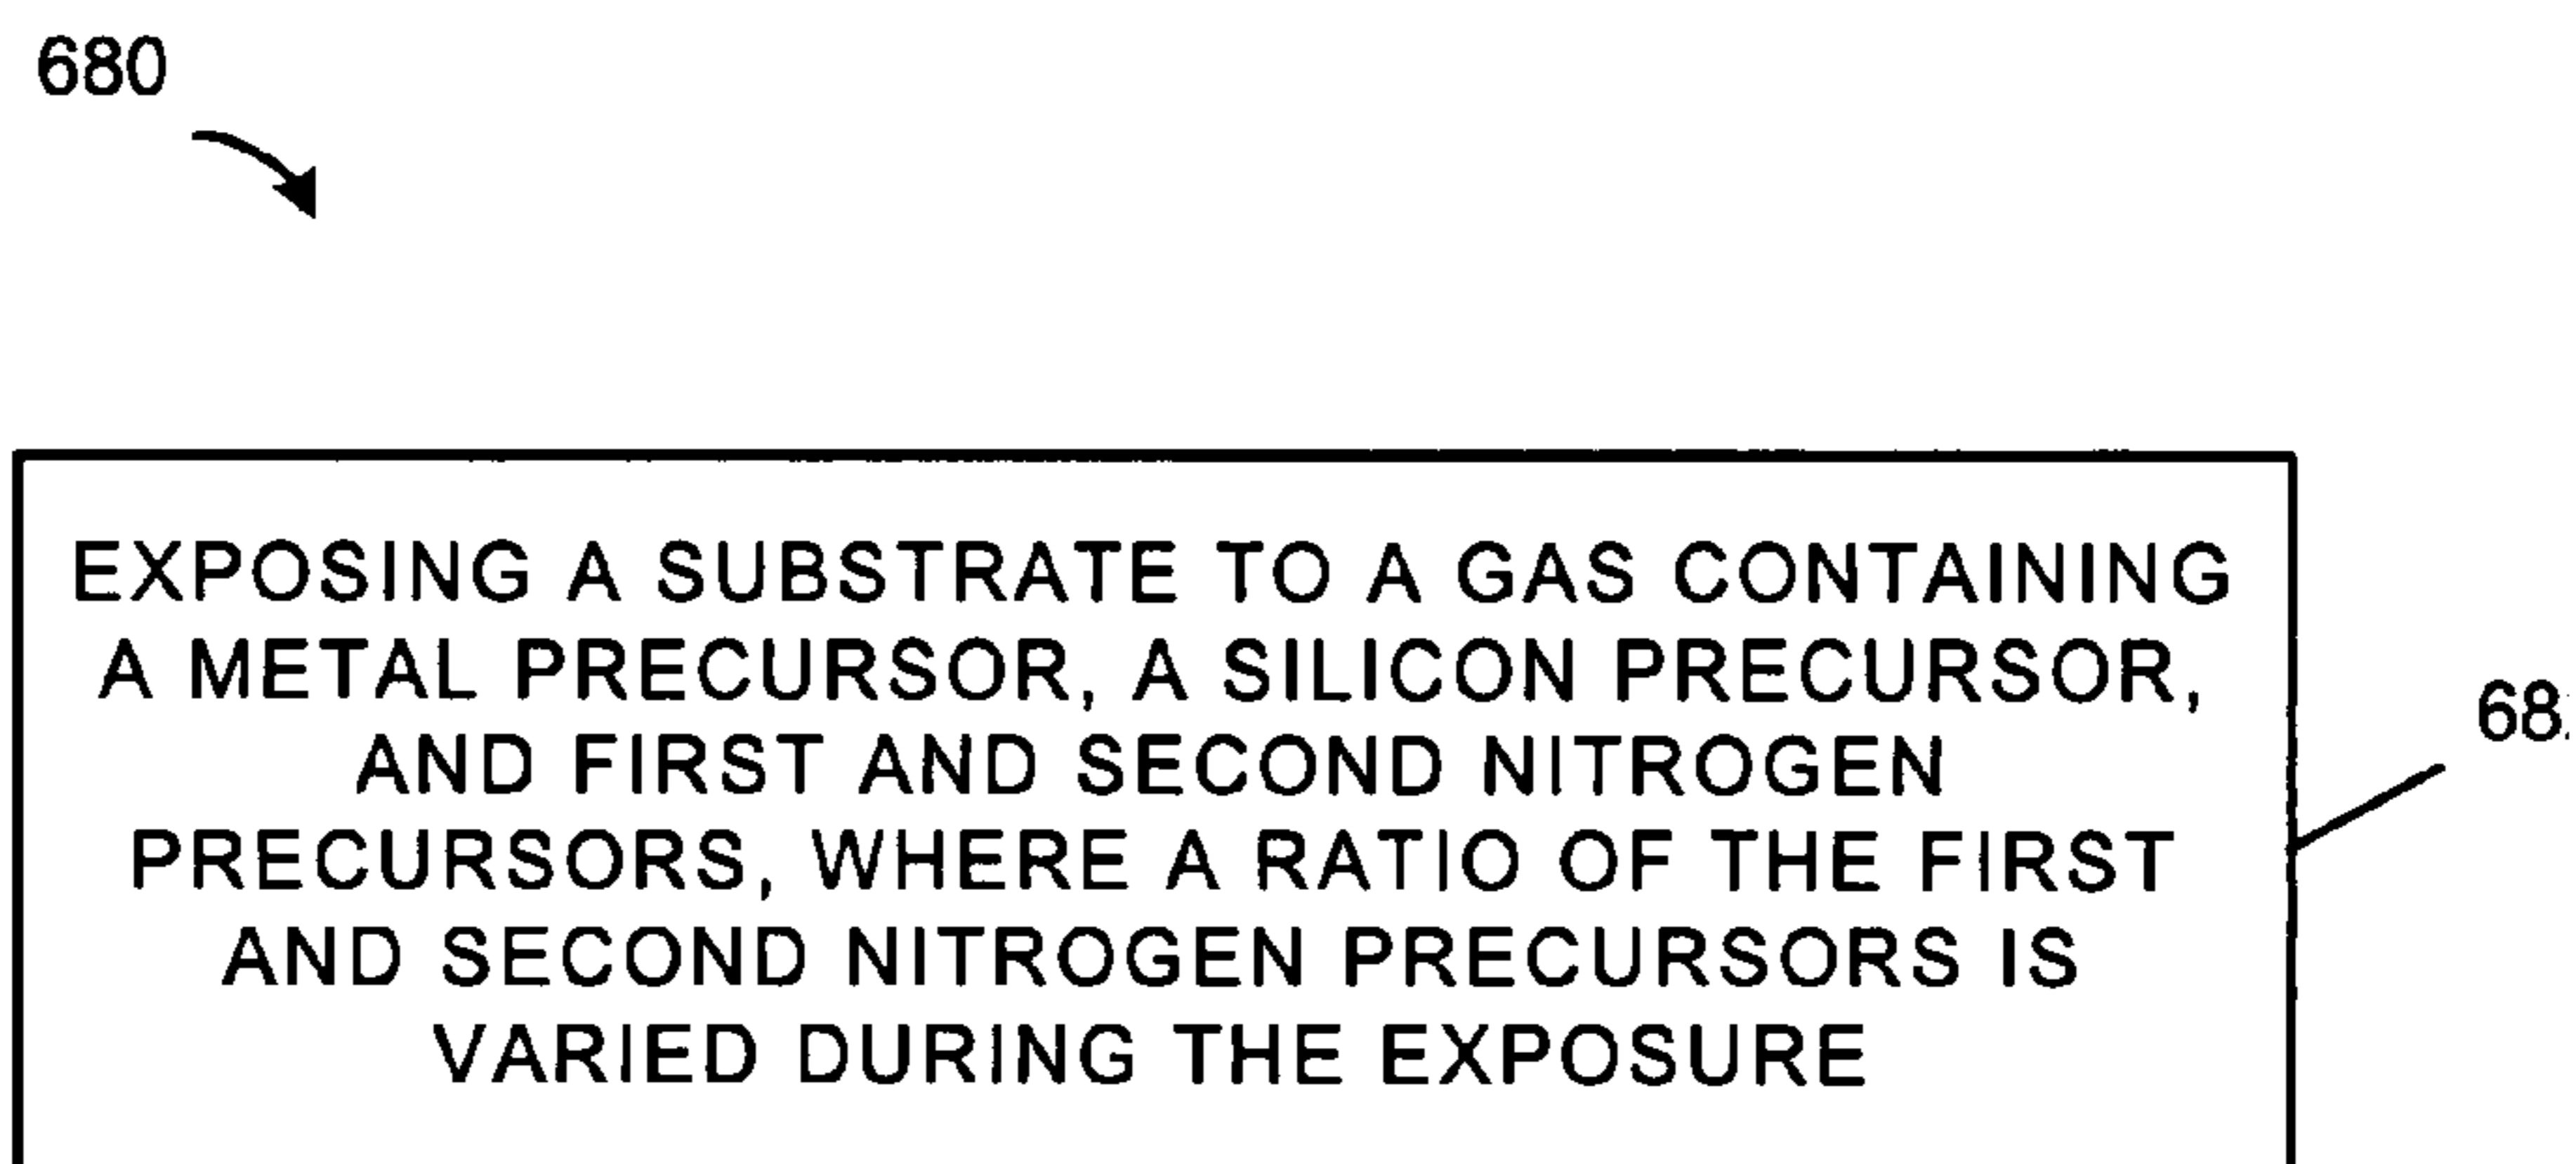 680
EXPOSING A SUBSTRATE TO A GAS CONTAINING
A METAL PRECURSOR, A SILICON PRECURSOR,
AND FIRST AND SECOND NITROGEN
PRECURSORS, WHERE A RATIO OF THE FIRST
AND SECOND NITROGEN PRECURSORS IS
VARIED DURING THE EXPOSURE